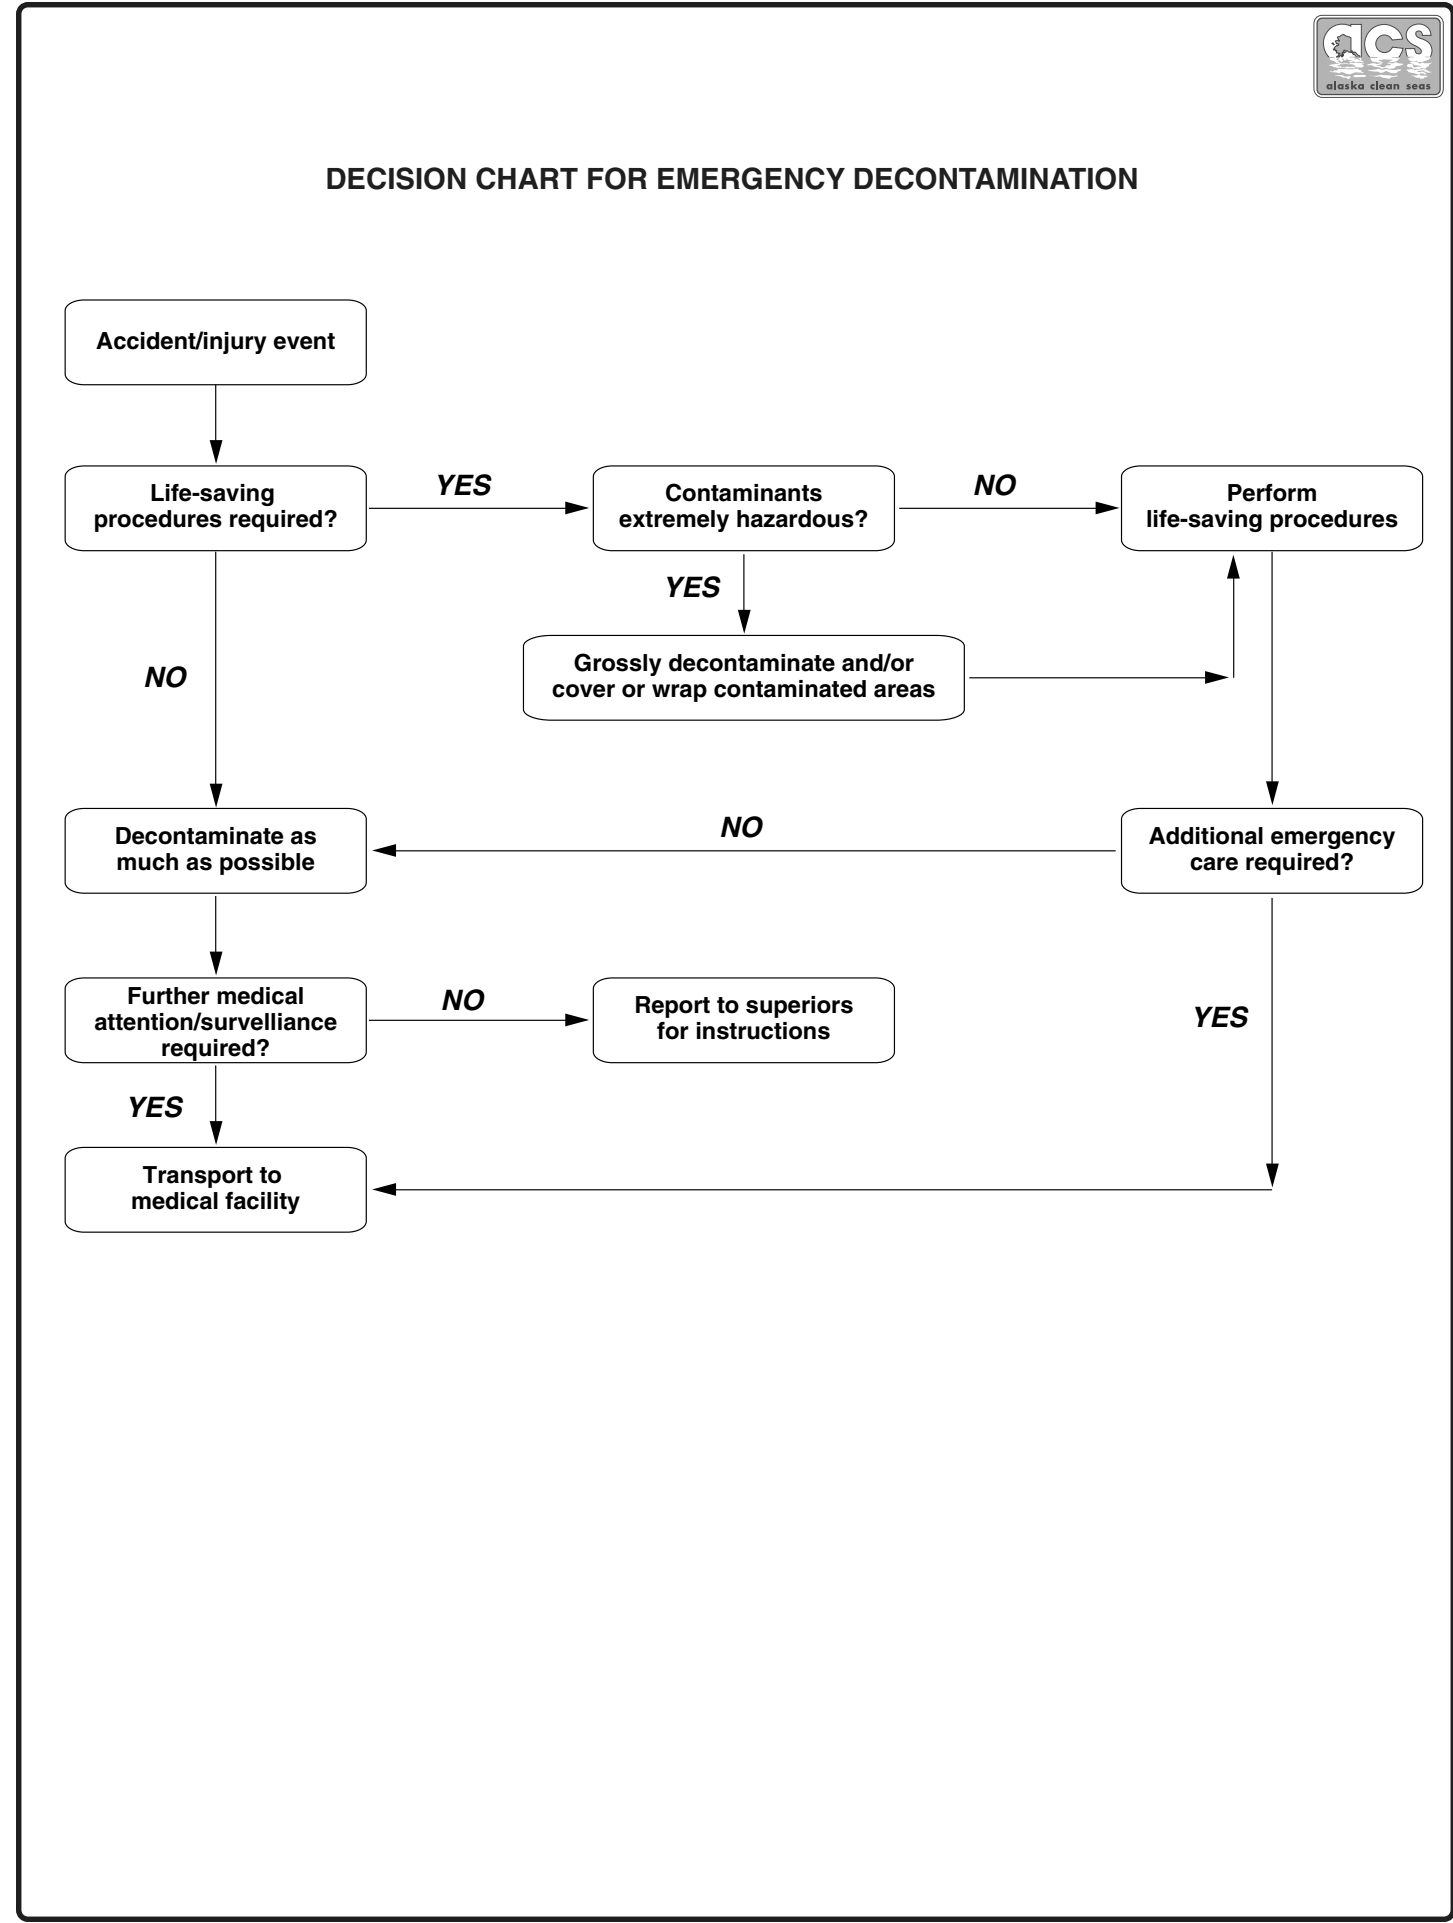 acs
alaska clean seas
DECISION CHART FOR EMERGENCY DECONTAMINATION
Accident/injury event
Life-saving
procedures required?
YES
Contaminants
extremely hazardous?
NO
Perform
life-saving procedures
YES
Grossly decontaminate and/or
cover or wrap contaminated areas
NO
Decontaminate as
much as possible
NO
Additional emergency
care required?
Further medical
attention/survelliance
required?
NO
Report to superiors
for instructions
YES
YES
Transport to
medical facility